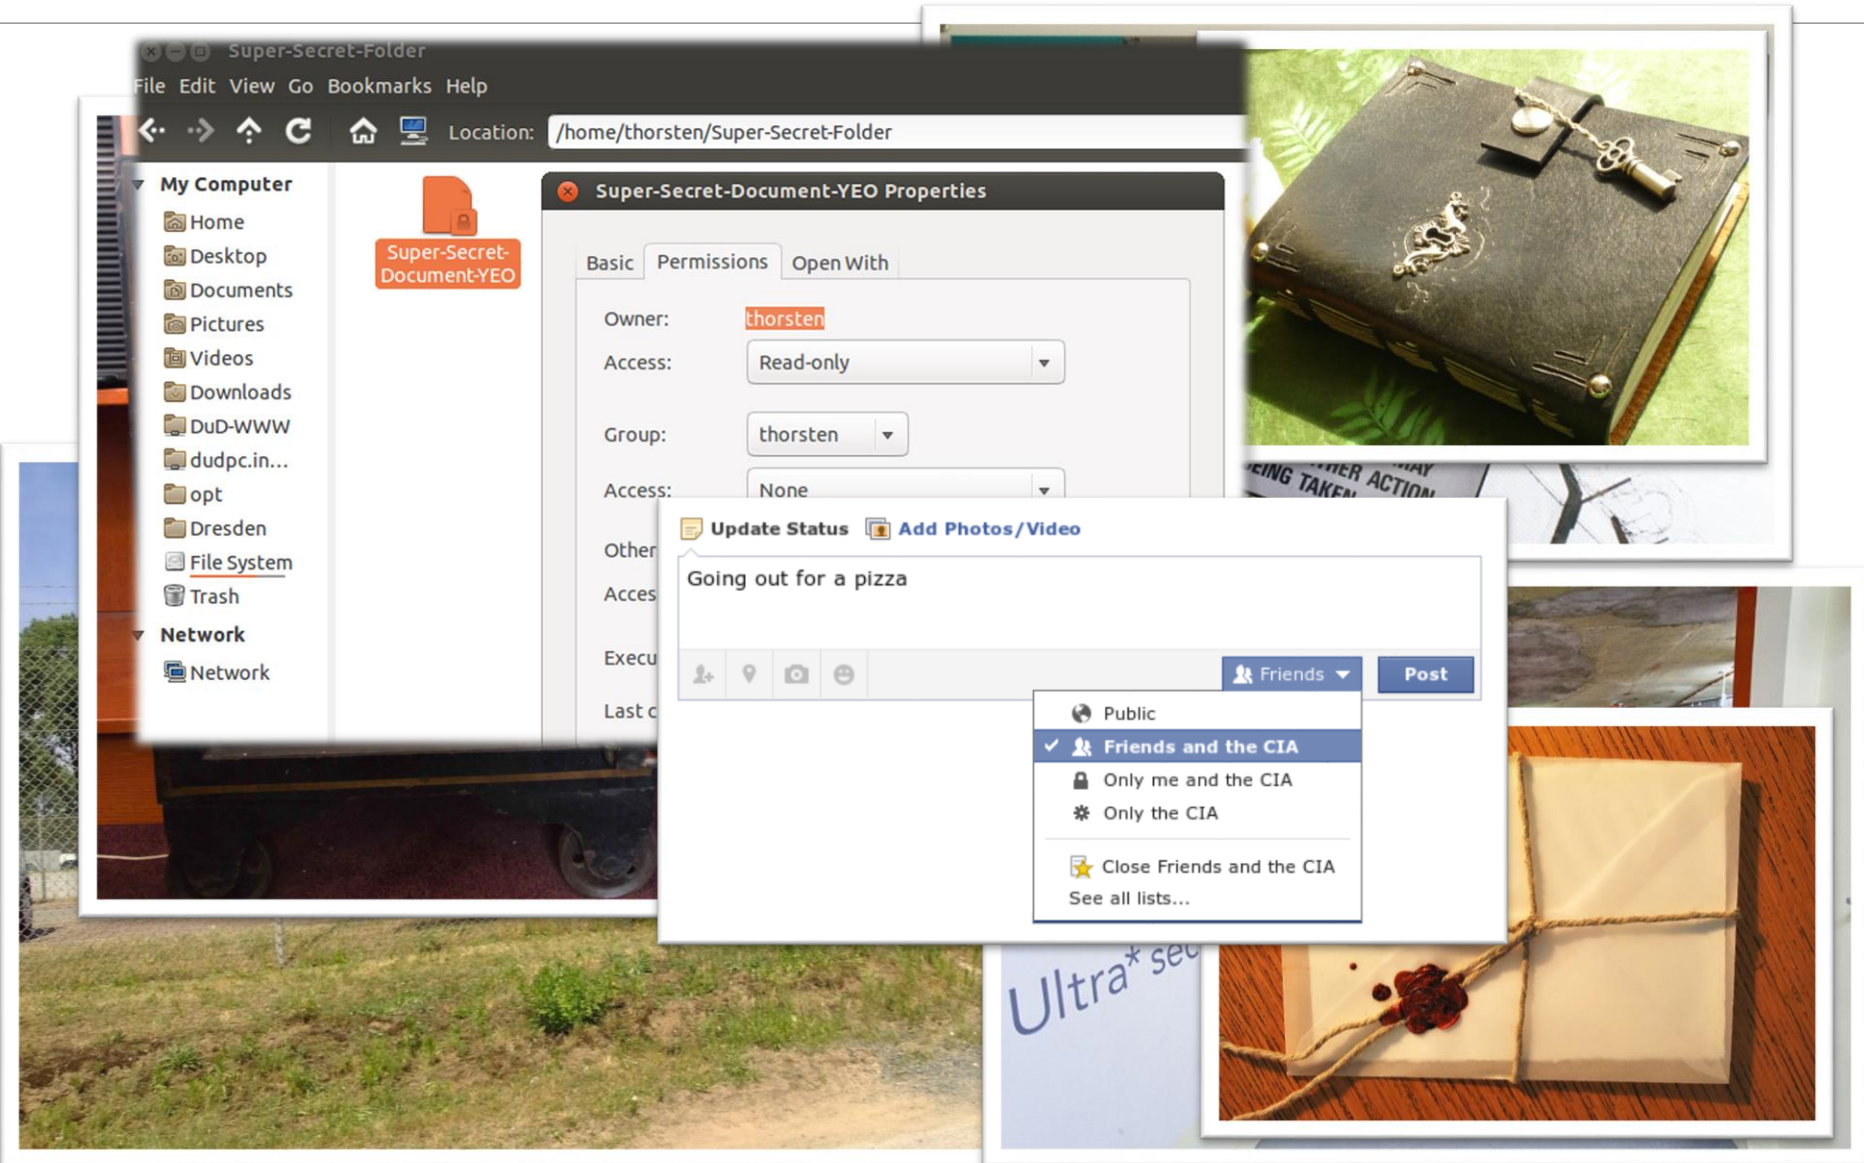 Super-Secret-Folder
File Edit View Go Bookmarks Help
Location: /home/thorsten/Super-Secret-Folder
My Computer
Home
Desktop
Documents
Pictures
Videos
Downloads
DuD-WWW
dudpc.in...
opt
Dresden
File System
Trash
Network
Network
Super-Secret-
Document-YEO
Super-Secret-Document-YEO Properties
Basic Permissions Open With
Owner: thorsten
Access: Read-only
Group: thorsten
Access: None
Other
Acces
Execu
Last c
MAY
OTHER ACTION
BEING TAKEN
Update Status Add Photos/Video
Going out for a pizza
Friends Post
Public
Friends and the CIA
Only me and the CIA
Only the CIA
Close Friends and the CIA
See all lists...
Ultra* sec